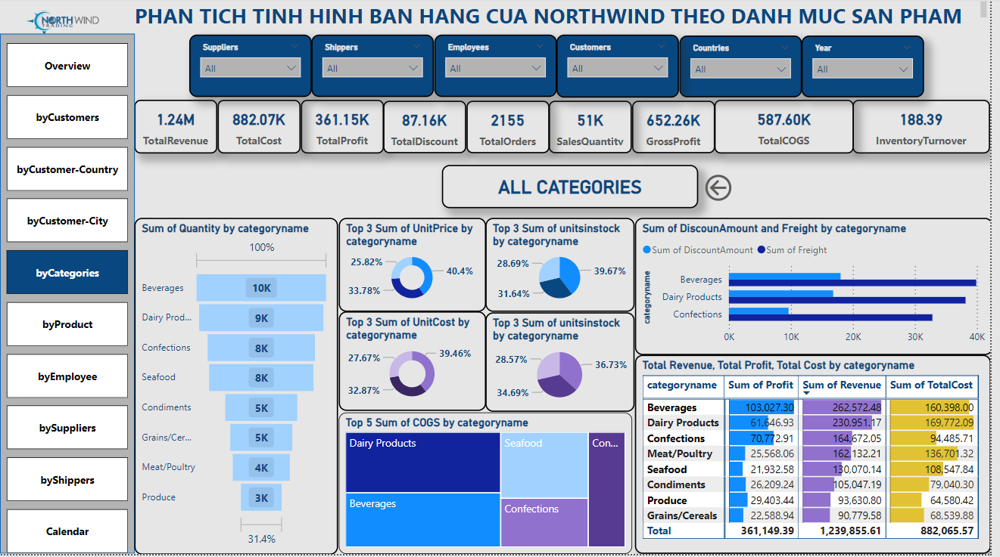 NORTHWIND
TRADING
PHAN TICH TINH HINH BAN HANG CUA NORTHWIND THEO DANH MUC SAN PHAM
Suppliers
All
Shippers
All
Employees
All
Customers
All
Countries
All
Year
All
Overview
byCustomers
byCustomer-Country
byCustomer-City
byCategories
byProduct
byEmployee
bySuppliers
byShippers
Calendar
1.24M
TotalRevenue
882.07K
TotalCost
361.15K
TotalProfit
87.16K
TotalDiscount
2155
TotalOrders
51K
SalesQuantity
652.26K
GrossProfit
587.60K
TotalCOGS
188.39
InventoryTurnover
ALL CATEGORIES
Sum of Quantity by categoryname
100%
Beverages 10K
Dairy Prod... 9K
Confections 8K
Seafood 8K
Condiments 5K
Grains/Cer... 5K
Meat/Poultry 4K
Produce 3K
31.4%
Top 3 Sum of UnitPrice by
categoryname
25.82%
40.4%
33.78%
Top 3 Sum of unitsinstock
by categoryname
28.69%
39.67%
31.64%
Top 3 Sum of UnitCost by
categoryname
27.67%
39.46%
32.87%
Top 3 Sum of unitsinstock
by categoryname
28.57%
36.73%
34.69%
Top 5 Sum of COGS by categoryname
Dairy Products
Seafood
Con...
Beverages
Confections
Sum of DiscounAmount and Freight by categoryname
Sum of DiscountAmount Sum of Freight
categoryname
Beverages
Dairy Products
Confections
0K 10K 20K 30K 40K
Total Revenue, Total Profit, Total Cost by categoryname
categoryname Sum of Profit Sum of Revenue Sum of TotalCost
Beverages 103,027.30 262,572.48 160,398.00
Dairy Products 61,646.93 230,951.17 169,772.09
Confections 70,772.91 164,672.05 94,485.71
Meat/Poultry 25,568.06 162,132.21 136,701.32
Seafood 21,932.58 130,070.14 108,547.84
Condiments 26,209.24 105,047.19 79,040.30
Produce 29,403.44 93,630.80 64,580.42
Grains/Cereals 22,588.94 90,779.58 68,539.88
Total 361,149.39 1,239,855.61 882,065.57